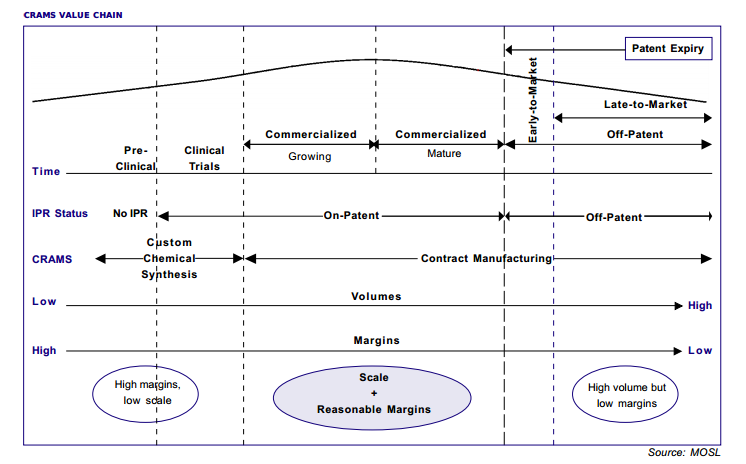 CRAMS VALUE CHAIN
Patent Expiry
Early-to-Market
Late-to-Market
Commercialized
Growing
Commercialized
Mature
Off-Patent
Pre-
Clinical
Clinical
Trials
Time
IPR Status
No IPR
On-Patent
Off-Patent
CRAMS
Custom
Chemical
Synthesis
Contract Manufacturing
Low
Volumes
High
High
Margins
Low
High margins,
low scale
Scale
+
Reasonable Margins
High volume but
low margins
Source: MOSL